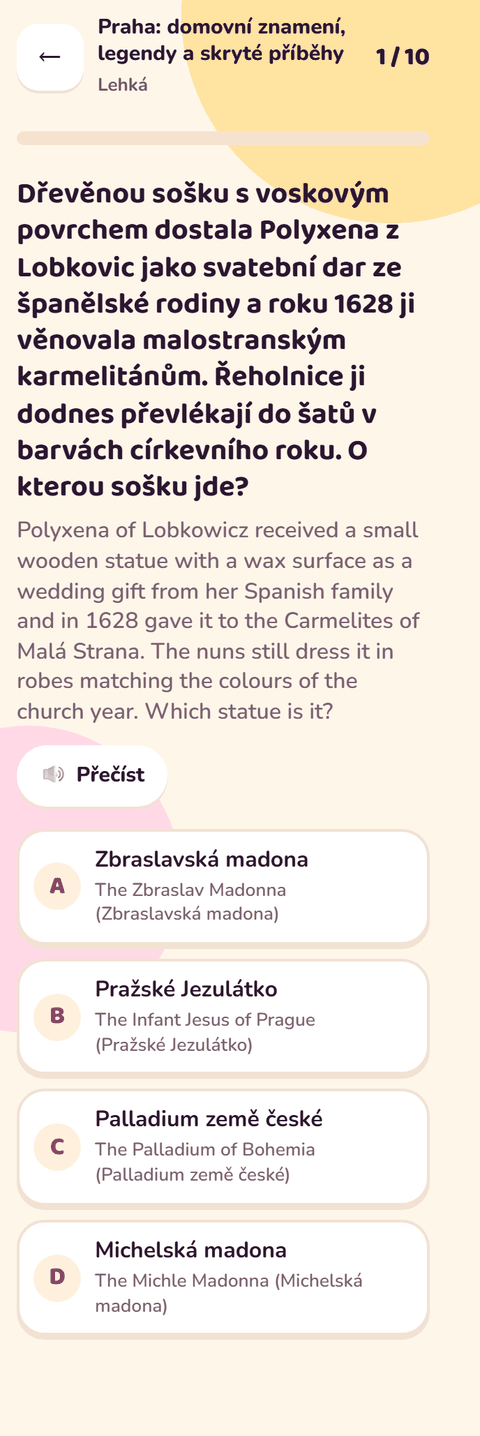 ←
Praha: domovní znamení,
legendy a skryté příběhy
Lehká
1 / 10
Dřevěnou sošku s voskovým
povrchem dostala Polyxena z
Lobkovic jako svatební dar ze
španělské rodiny a roku 1628 ji
věnovala malostranským
karmelitánům. Řeholnice ji
dodnes převlékají do šatů v
barvách církevního roku. O
kterou sošku jde?
Polyxena of Lobkowicz received a small
wooden statue with a wax surface as a
wedding gift from her Spanish family
and in 1628 gave it to the Carmelites of
Malá Strana. The nuns still dress it in
robes matching the colours of the
church year. Which statue is it?
Přečíst
A
Zbraslavská madona
The Zbraslav Madonna
(Zbraslavská madona)
B
Pražské Jezulátko
The Infant Jesus of Prague
(Pražské Jezulátko)
C
Palladium země české
The Palladium of Bohemia
(Palladium země české)
D
Michelská madona
The Michle Madonna (Michelská
madona)